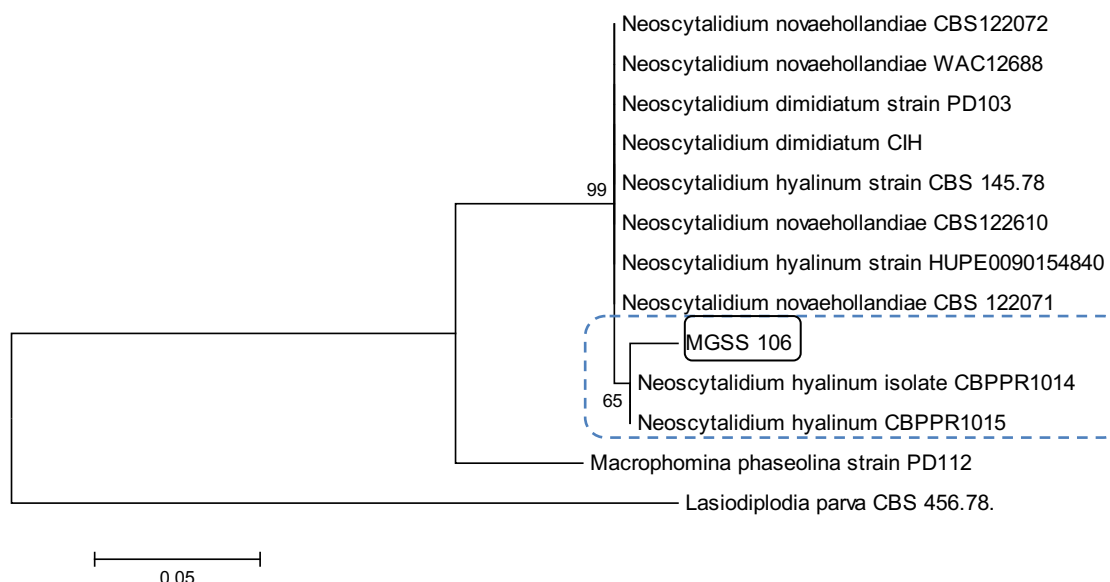 Neoscytalidium novaehollandiae CBS122072
Neoscytalidium novaehollandiae WAC12688
Neoscytalidium dimidiatum strain PD103
Neoscytalidium dimidiatum CIH
99
Neoscytalidium hyalinum strain CBS 145.78
Neoscytalidium novaehollandiae CBS122610
Neoscytalidium hyalinum strain HUPE0090154840
Neoscytalidium novaehollandiae CBS 122071
MGSS 106
Neoscytalidium hyalinum isolate CBPPR1014
65
Neoscytalidium hyalinum CBPPR1015
Macrophomina phaseolina strain PD112
Lasiodiplodia parva CBS 456.78.
0.05